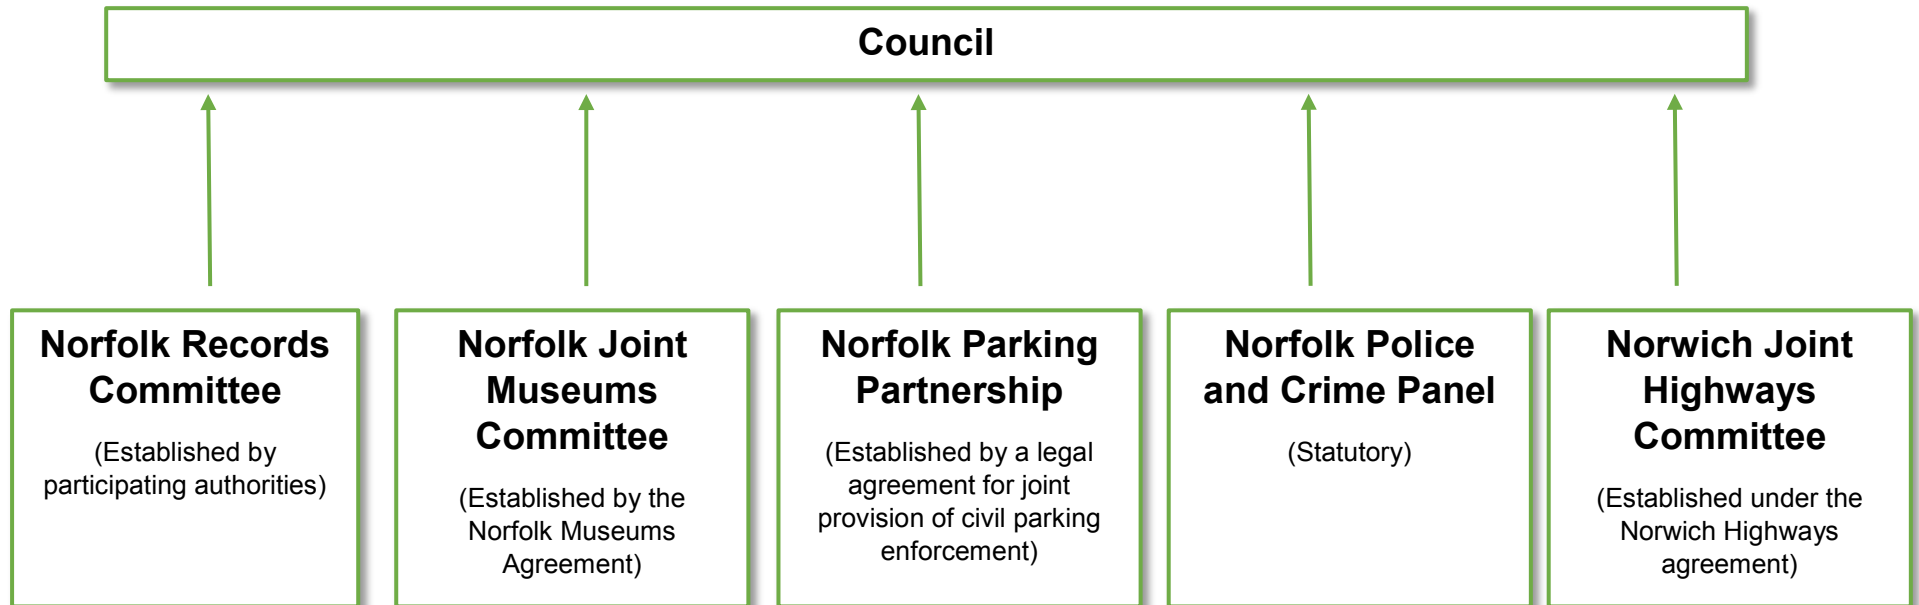 Council
Norfolk Records
Committee
(Established by
participating authorities)
Norfolk Joint
Museums
Committee
(Established by the
Norfolk Museums
Agreement)
Norfolk Parking
Partnership
(Established by a legal
agreement for joint
provision of civil parking
enforcement)
Norfolk Police
and Crime Panel
(Statutory)
Norwich Joint
Highways
Committee
(Established under the
Norwich Highways
agreement)